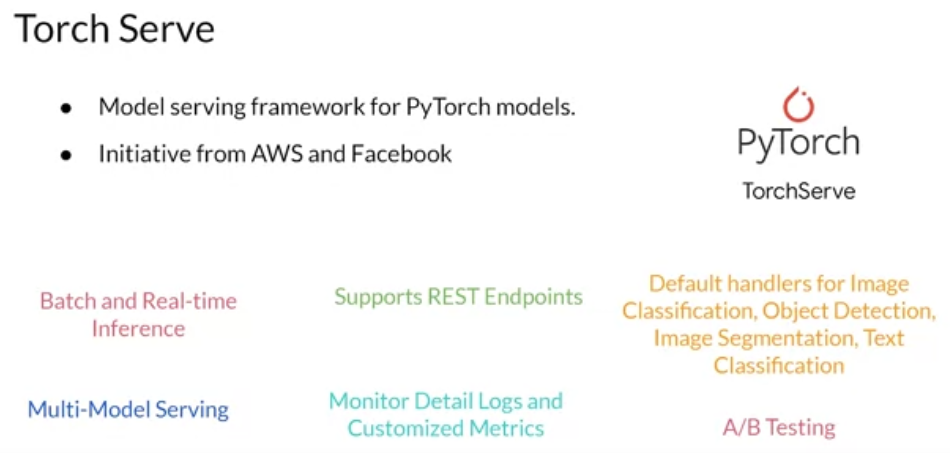 Torch Serve
● Model serving framework for PyTorch models.
● Initiative from AWS and Facebook
PyTorch
TorchServe
Batch and Real-time
Inference
Supports REST Endpoints
Default handlers for Image
Classification, Object Detection,
Image Segmentation, Text
Classification
Multi-Model Serving
Monitor Detail Logs and
Customized Metrics
A/B Testing